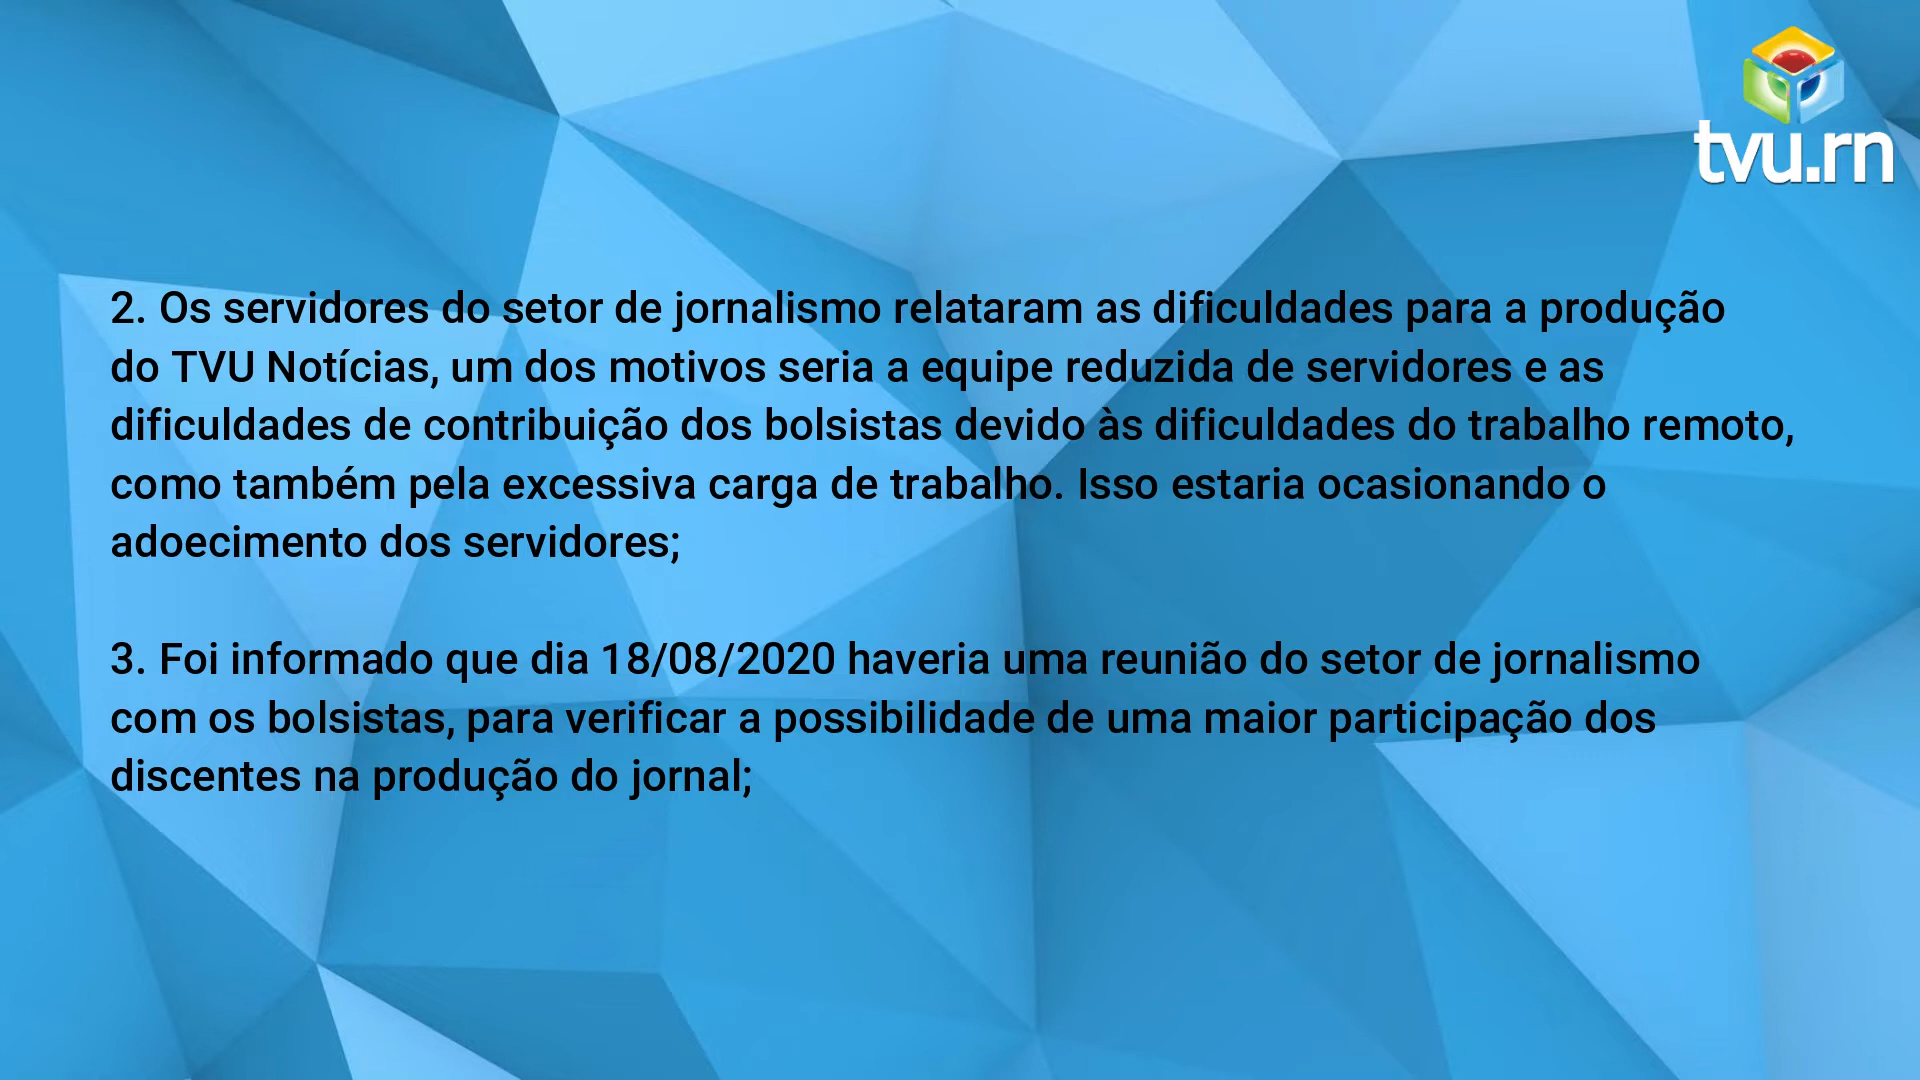 tvu.rn
2. Os servidores do setor de jornalismo relataram as dificuldades para a produção
do TVU Notícias, um dos motivos seria a equipe reduzida de servidores e as
dificuldades de contribuição dos bolsistas devido às dificuldades do trabalho remoto,
como também pela excessiva carga de trabalho. Isso estaria ocasionando o
adoecimento dos servidores;
3. Foi informado que dia 18/08/2020 haveria uma reunião do setor de jornalismo
com os bolsistas, para verificar a possibilidade de uma maior participação dos
discentes na produção do jornal;